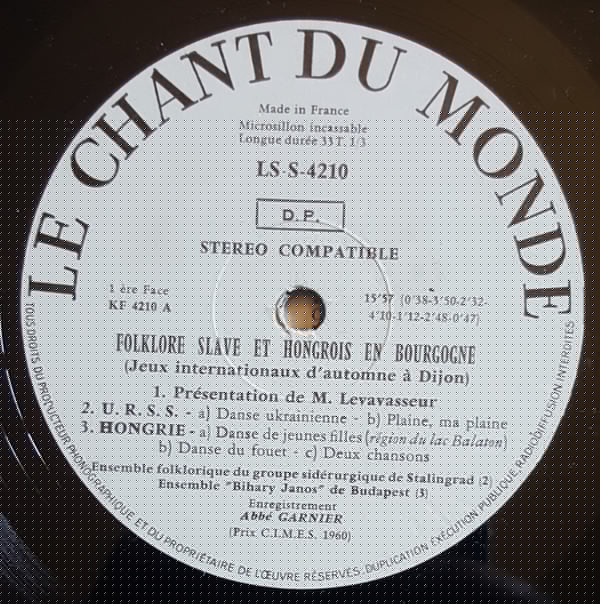 LE CHANT DU MONDE
Made in France
Microsillon incassable
Longue durée 33 T. 1/3
LS-S-4210
D.P.
STEREO COMPATIBLE
1 ère Face
KF 4210 A
15'57 (0'38-3'50-2'32-
4'10-1'12-2'48-0'47)
FOLKLORE SLAVE ET HONGROIS EN BOURGOGNE
(Jeux internationaux d'automne à Dijon)
1. Présentation de M. Levavasseur
2. U. R. S. S. - a) Danse ukrainienne - b) Plaine, ma plaine
3. HONGRIE - a) Danse de jeunes filles (région du lac Balaton)
b) Danse du fouet - c) Deux chansons
Ensemble folklorique du groupe sidérurgique de Stalingrad (2)
Ensemble "Bihary Janos" de Budapest (3)
Enregistrement
Abbé GARNIER
(Prix C.I.M.E.S. 1960)
TOUS DROITS DU PRODUCTEUR PHONOGRAPHIQUE ET DU PROPRIÉTAIRE DE L'ŒUVRE RÉSERVÉS. DUPLICATION EXÉCUTION PUBLIQUE RADIODIFFUSION INTERDITES